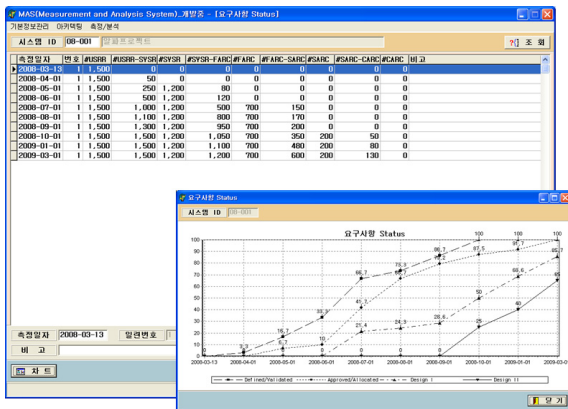 MAS(Measurement and Analysis System)_개발중 - [요구사항 Status]
기본정보관리 아키텍팅 측정/분석
시스템 ID 08-001 알파프로젝트 조 회
측정일자 번호 #USRR #USRR-SYSR #SYSR #SYSR-FARC #FARC #FARC-SARC #SARC #SARC-CARC #CARC 비고
2008-03-13 1 1,500 0 0 0 0 0 0 0 0
2008-04-01 1 1,500 50 0 0 0 0 0 0 0
2008-05-01 1 1,500 250 1,200 80 0 0 0 0 0
2008-06-01 1 1,500 500 1,200 120 0 0 0 0 0
2008-07-01 1 1,500 1,000 1,200 500 700 150 0 0 0
2008-08-01 1 1,500 1,100 1,200 800 700 170 0 0 0
2008-09-01 1 1,500 1,300 1,200 950 700 200 0 0 0
2008-10-01 1 1,500 1,500 1,200 1,050 700 350 200 50 0
2009-01-01 1 1,500 1,500 1,200 1,100 700 480 200 80 0
2009-03-01 1 1,500 1,500 1,200 1,200 700 600 200 130 0
요구사항 Status
시스템 ID 08-001
요구사항 Status
100 100 100
100
90
80
70
60
50
40
30
20
10
0
3,3
16,7
6,7
33,3
10
66,7
41,7
21,4
73,3
66,7
24,3
86,7
79,2
28,6
87,5
50
25
91,7
68,6
40
85,7
65
2008-03-13 2008-04-01 2008-05-01 2008-06-01 2008-07-01 2008-08-01 2008-09-01 2008-10-01 2009-01-01 2009-03-01
Defined/Validated Approved/Allocated Design I Design II
측정일자 2008-03-13 일련번호
비 고
차 트
닫 기